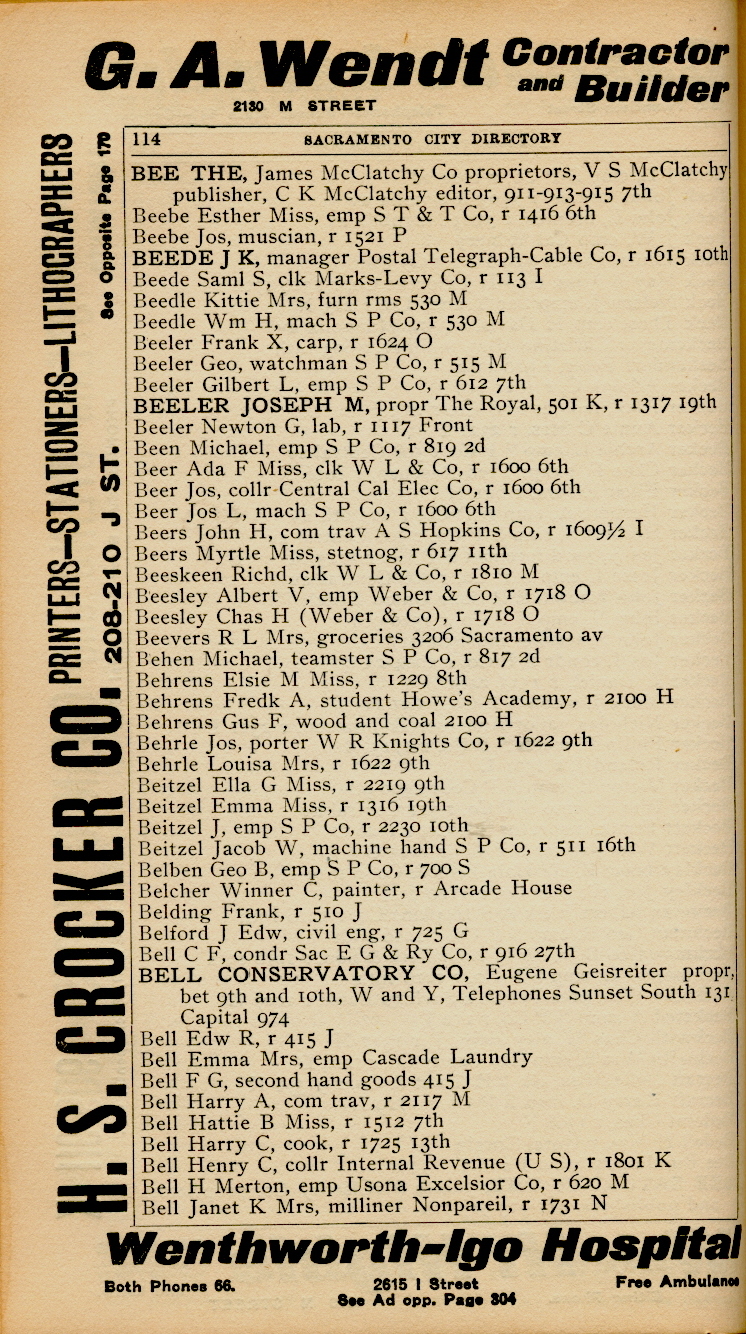 G. A. Wendt Contractor
and Builder
2130 M STREET
H. S. CROCKER CO. PRINTERS—STATIONERS—LITHOGRAPHERS
208-210 J ST. See Opposite Page 170
114 SACRAMENTO CITY DIRECTORY
BEE THE, James McClatchy Co proprietors, V S McClatchy
publisher, C K McClatchy editor, 911-913-915 7th
Beebe Esther Miss, emp S T & T Co, r 1416 6th
Beebe Jos, muscian, r 1521 P
BEEDE J K, manager Postal Telegraph-Cable Co, r 1615 10th
Beede Saml S, clk Marks-Levy Co, r 113 I
Beedle Kittie Mrs, furn rms 530 M
Beedle Wm H, mach S P Co, r 530 M
Beeler Frank X, carp, r 1624 O
Beeler Geo, watchman S P Co, r 515 M
Beeler Gilbert L, emp S P Co, r 612 7th
BEELER JOSEPH M, propr The Royal, 501 K, r 1317 19th
Beeler Newton G, lab, r 1117 Front
Been Michael, emp S P Co, r 819 2d
Beer Ada F Miss, clk W L & Co, r 1600 6th
Beer Jos, collr Central Cal Elec Co, r 1600 6th
Beer Jos L, mach S P Co, r 1600 6th
Beers John H, com trav A S Hopkins Co, r 1609½ I
Beers Myrtle Miss, stetnog, r 617 11th
Beeskeen Richd, clk W L & Co, r 1810 M
Beesley Albert V, emp Weber & Co, r 1718 O
Beesley Chas H (Weber & Co), r 1718 O
Beevers R L Mrs, groceries 3206 Sacramento av
Behen Michael, teamster S P Co, r 817 2d
Behrens Elsie M Miss, r 1229 8th
Behrens Fredk A, student Howe's Academy, r 2100 H
Behrens Gus F, wood and coal 2100 H
Behrle Jos, porter W R Knights Co, r 1622 9th
Behrle Louisa Mrs, r 1622 9th
Beitzel Ella G Miss, r 2219 9th
Beitzel Emma Miss, r 1316 19th
Beitzel J, emp S P Co, r 2230 10th
Beitzel Jacob W, machine hand S P Co, r 511 16th
Belben Geo B, emp S P Co, r 700 S
Belcher Winner C, painter, r Arcade House
Belding Frank, r 510 J
Belford J Edw, civil eng, r 725 G
Bell C F, condr Sac E G & Ry Co, r 916 27th
BELL CONSERVATORY CO, Eugene Geisreiter propr,
bet 9th and 10th, W and Y, Telephones Sunset South 131
Capital 974
Bell Edw R, r 415 J
Bell Emma Mrs, emp Cascade Laundry
Bell F G, second hand goods 415 J
Bell Harry A, com trav, r 2117 M
Bell Hattie B Miss, r 1512 7th
Bell Harry C, cook, r 1725 13th
Bell Henry C, collr Internal Revenue (U S), r 1801 K
Bell H Merton, emp Usona Excelsior Co, r 620 M
Bell Janet K Mrs, milliner Nonpareil, r 1731 N
Wenthworth-Igo Hospital
Both Phones 66. 2615 I Street Free Ambulance
See Ad opp. Page 304